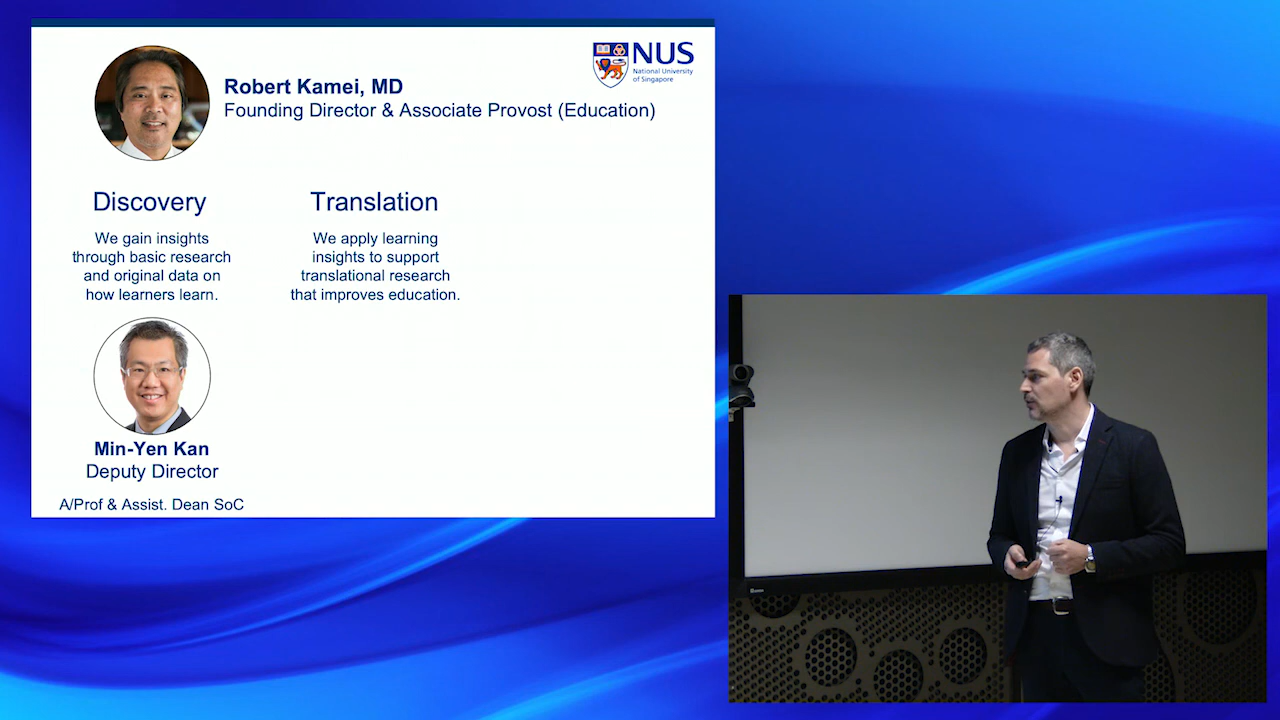 NUS
National University
of Singapore
Robert Kamei, MD
Founding Director & Associate Provost (Education)
Discovery
We gain insights
through basic research
and original data on
how learners learn.
Translation
We apply learning
insights to support
translational research
that improves education.
Min-Yen Kan
Deputy Director
A/Prof & Assist. Dean SoC